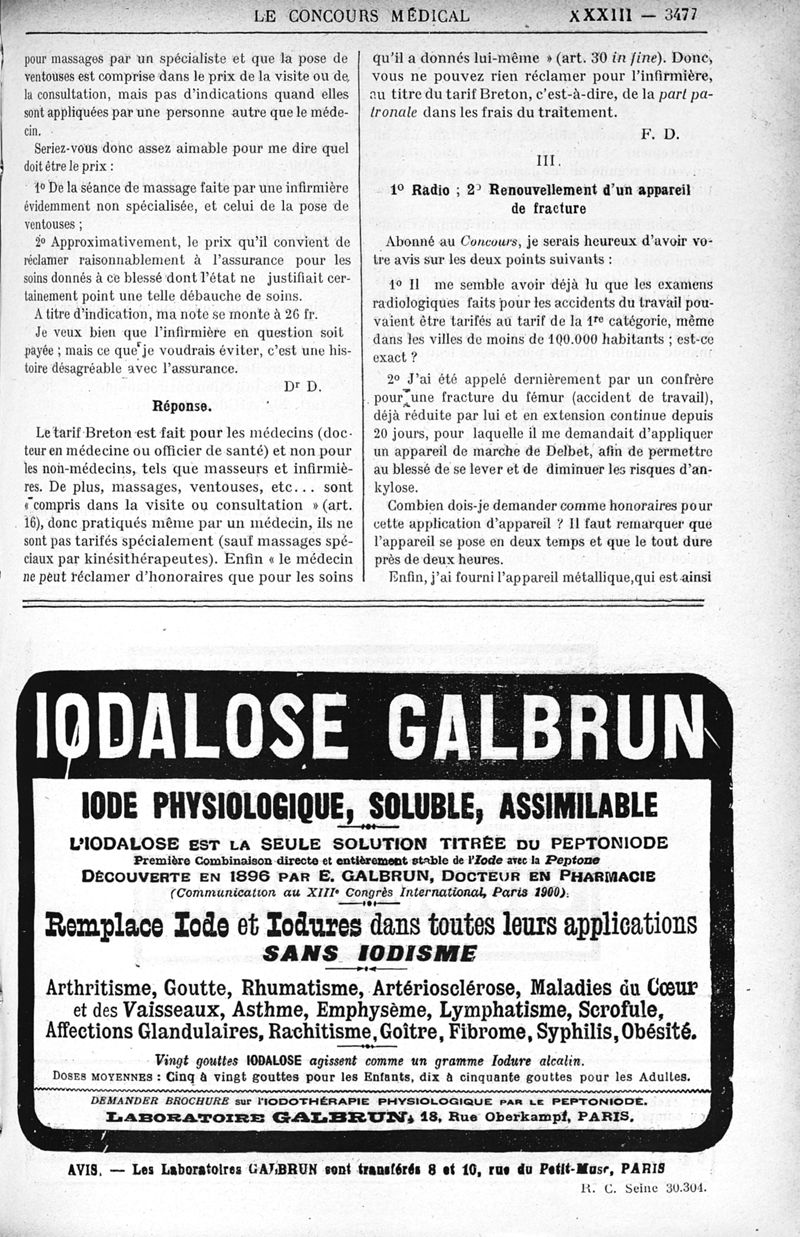 LE CONCOURS MÉDICAL XXXIII — 3477
pour massages par un spécialiste et que la pose de
ventouses est comprise dans le prix de la visite ou de
la consultation, mais pas d'indications quand elles
sont appliquées par une personne autre que le méde-
cin.
Seriez-vous donc assez aimable pour me dire quel
doit être le prix :
1º De la séance de massage faite par une infirmière
évidemment non spécialisée, et celui de la pose de
ventouses ;
2º Approximativement, le prix qu'il convient de
réclamer raisonnablement à l'assurance pour les
soins donnés à ce blessé dont l'état ne justifiait cer-
tainement point une telle débauche de soins.
A titre d'indication, ma note se monte à 26 fr.
Je veux bien que l'infirmière en question soit
payée ; mais ce que je voudrais éviter, c'est une his-
toire désagréable avec l'assurance.
Dr D.
Réponse.
Le tarif Breton est fait pour les médecins (doc-
teur en médecine ou officier de santé) et non pour
les non-médecins, tels que masseurs et infirmiè-
res. De plus, massages, ventouses, etc... sont
« compris dans la visite ou consultation » (art.
16), donc pratiqués même par un médecin, ils ne
sont pas tarifés spécialement (sauf massages spé-
ciaux par kinésithérapeutes). Enfin « le médecin
ne peut réclamer d'honoraires que pour les soins
qu'il a donnés lui-même » (art. 30 in fine). Donc,
vous ne pouvez rien réclamer pour l'infirmière,
au titre du tarif Breton, c'est-à-dire, de la part pa-
tronale dans les frais du traitement.
F. D.
III.
1º Radio ; 2º Renouvellement d'un appareil
de fracture
Abonné au Concours, je serais heureux d'avoir vo-
tre avis sur les deux points suivants :
1º Il me semble avoir déjà lu que les examens
radiologiques faits pour les accidents du travail pou-
vaient être tarifés au tarif de la 1re catégorie, même
dans les villes de moins de 100.000 habitants ; est-ce
exact ?
2º J'ai été appelé dernièrement par un confrère
pour une fracture du fémur (accident de travail),
déjà réduite par lui et en extension continue depuis
20 jours, pour laquelle il me demandait d'appliquer
un appareil de marche de Delbet, afin de permettre
au blessé de se lever et de diminuer les risques d'an-
kylose.
Combien dois-je demander comme honoraires pour
cette application d'appareil ? Il faut remarquer que
l'appareil se pose en deux temps et que le tout dure
près de deux heures.
Enfin, j'ai fourni l'appareil métallique, qui est ainsi
IODALOSE GALBRUN
IODE PHYSIOLOGIQUE, SOLUBLE, ASSIMILABLE
L'IODALOSE EST LA SEULE SOLUTION TITRÉE DU PEPTONIODE
Première Combinaison directe et entièrement stable de l'Iode avec la Peptone
DÉCOUVERTE EN 1896 PAR E. GALBRUN, DOCTEUR EN PHARMACIE
(Communication au XIIIe Congrès International, Paris 1900).
Remplace Iode et Iodures dans toutes leurs applications
SANS IODISME
Arthritisme, Goutte, Rhumatisme, Artériosclérose, Maladies du Cœur
et des Vaisseaux, Asthme, Emphysème, Lymphatisme, Scrofule,
Affections Glandulaires, Rachitisme, Goître, Fibrome, Syphilis, Obésité.
Vingt gouttes IODALOSE agissent comme un gramme Iodure alcalin.
DOSES MOYENNES : Cinq à vingt gouttes pour les Enfants, dix à cinquante gouttes pour les Adultes.
DEMANDER BROCHURE sur l'IODOTHÉRAPIE PHYSIOLOGIQUE PAR LE PEPTONIODE.
LABORATOIRE GALBRUN, 18, Rue Oberkampf, PARIS.
AVIS. — Les Laboratoires GALBRUN sont transférés 8 et 10, rue du Petit-Musc, PARIS
R. C. Seine 30.304.